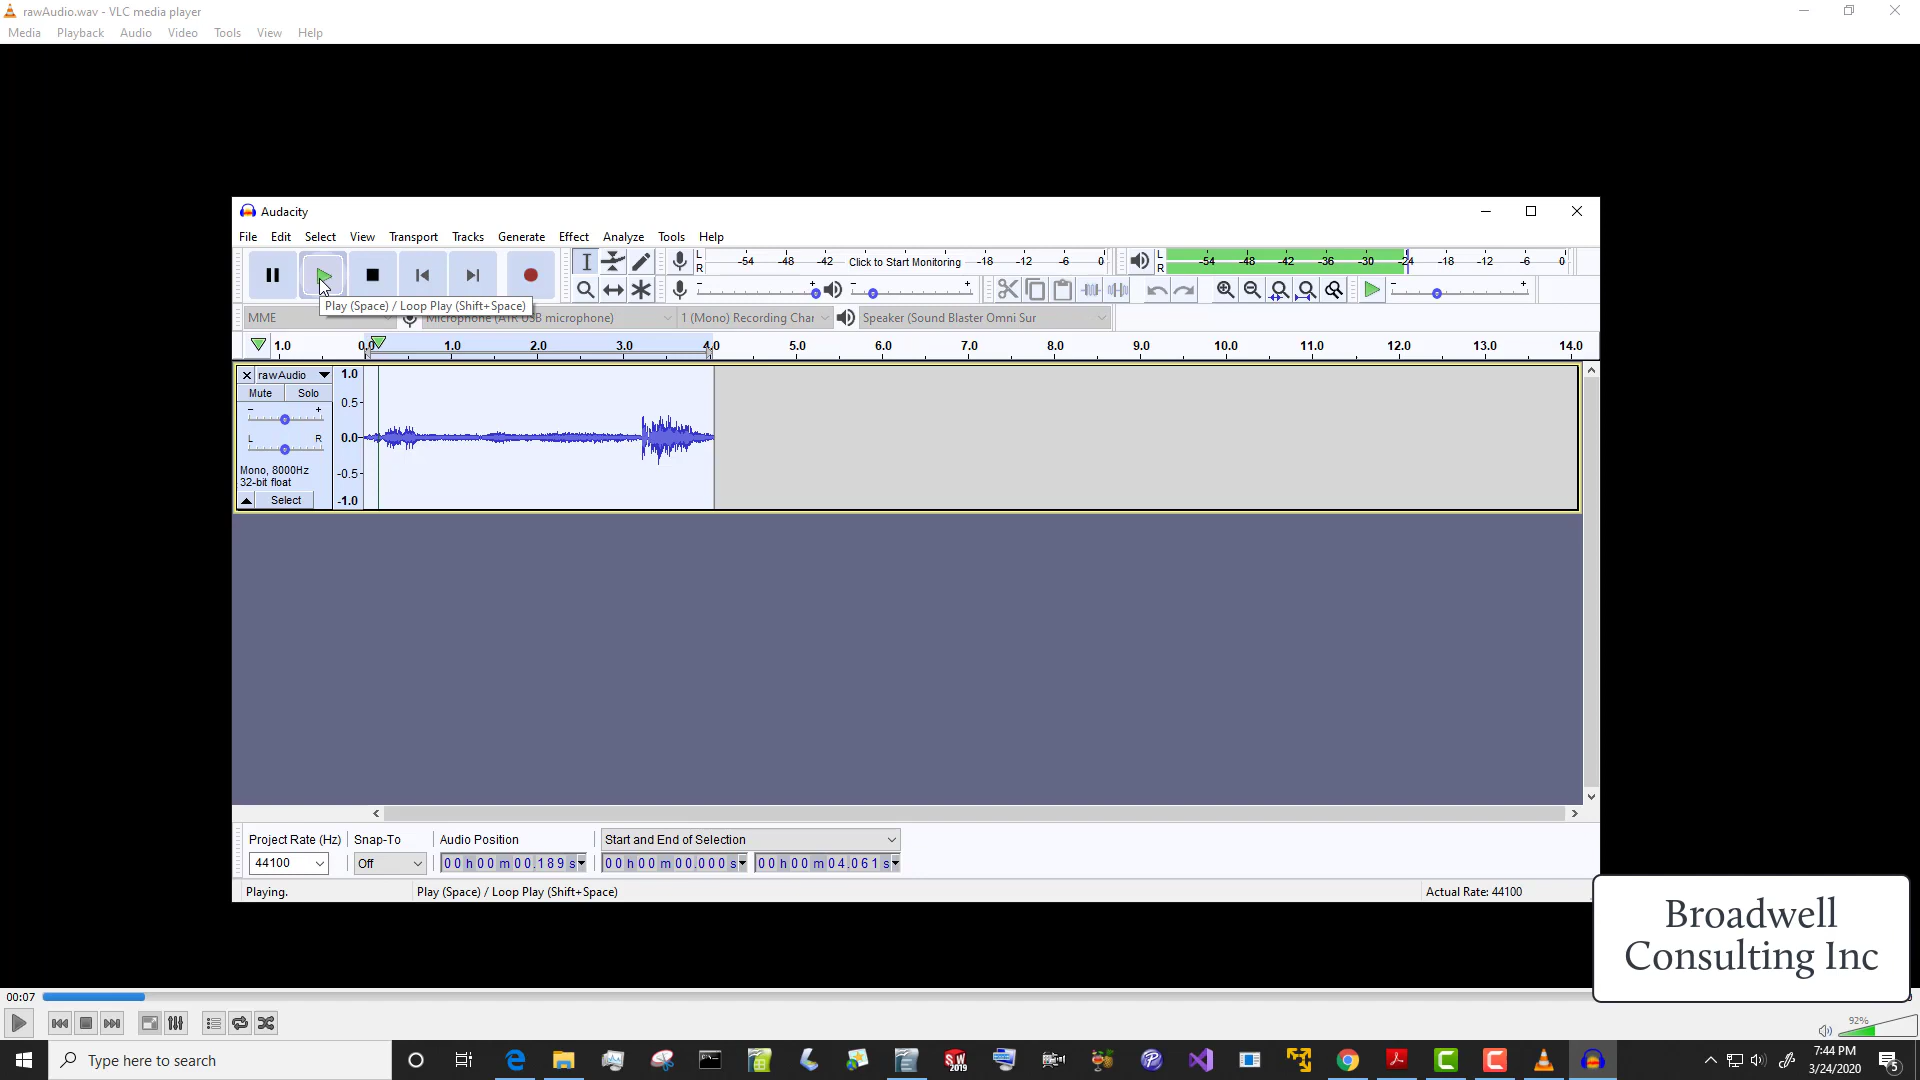 rawAudio.wav - VLC media player
Media Playback Audio Video Tools View Help
Audacity
File Edit Select View Transport Tracks Generate Effect Analyze Tools Help
L
R
-54 -48 -42 Click to Start Monitoring -18 -12 -6 0
L
R
-54 -48 -42 -36 -30 -24 -18 -12 -6 0
Play (Space) / Loop Play (Shift+Space)
MME
Microphone (ATR USB microphone)
1 (Mono) Recording Char
Speaker (Sound Blaster Omni Sur
1.0 0.0 1.0 2.0 3.0 4.0 5.0 6.0 7.0 8.0 9.0 10.0 11.0 12.0 13.0 14.0
rawAudio
Mute Solo
- +
L R
Mono, 8000Hz
32-bit float
Select
1.0
0.5
0.0
-0.5
-1.0
Project Rate (Hz) Snap-To Audio Position Start and End of Selection
44100 Off 00 h 00 m 00.189 s 00 h 00 m 00.000 s 00 h 00 m 04.061 s
Playing. Play (Space) / Loop Play (Shift+Space) Actual Rate: 44100
Broadwell
Consulting Inc
00:07
92%
Type here to search
SW
2019
7:44 PM
3/24/2020
5